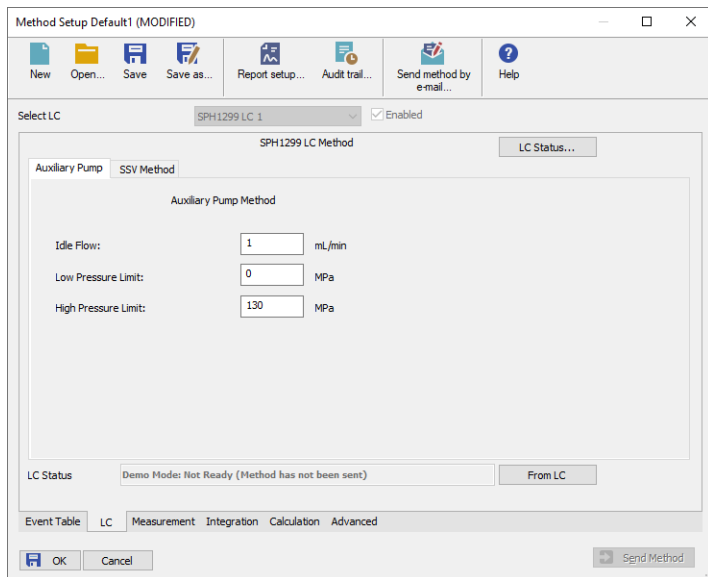 Method Setup Default1 (MODIFIED)
New Open... Save Save as... Report setup... Audit trail... Send method by e-mail... Help
Select LC SPH1299 LC 1 Enabled
SPH1299 LC Method LC Status...
Auxiliary Pump SSV Method
Auxiliary Pump Method
Idle Flow: 1 mL/min
Low Pressure Limit: 0 MPa
High Pressure Limit: 130 MPa
LC Status Demo Mode: Not Ready (Method has not been sent) From LC
Event Table LC Measurement Integration Calculation Advanced
OK Cancel Send Method